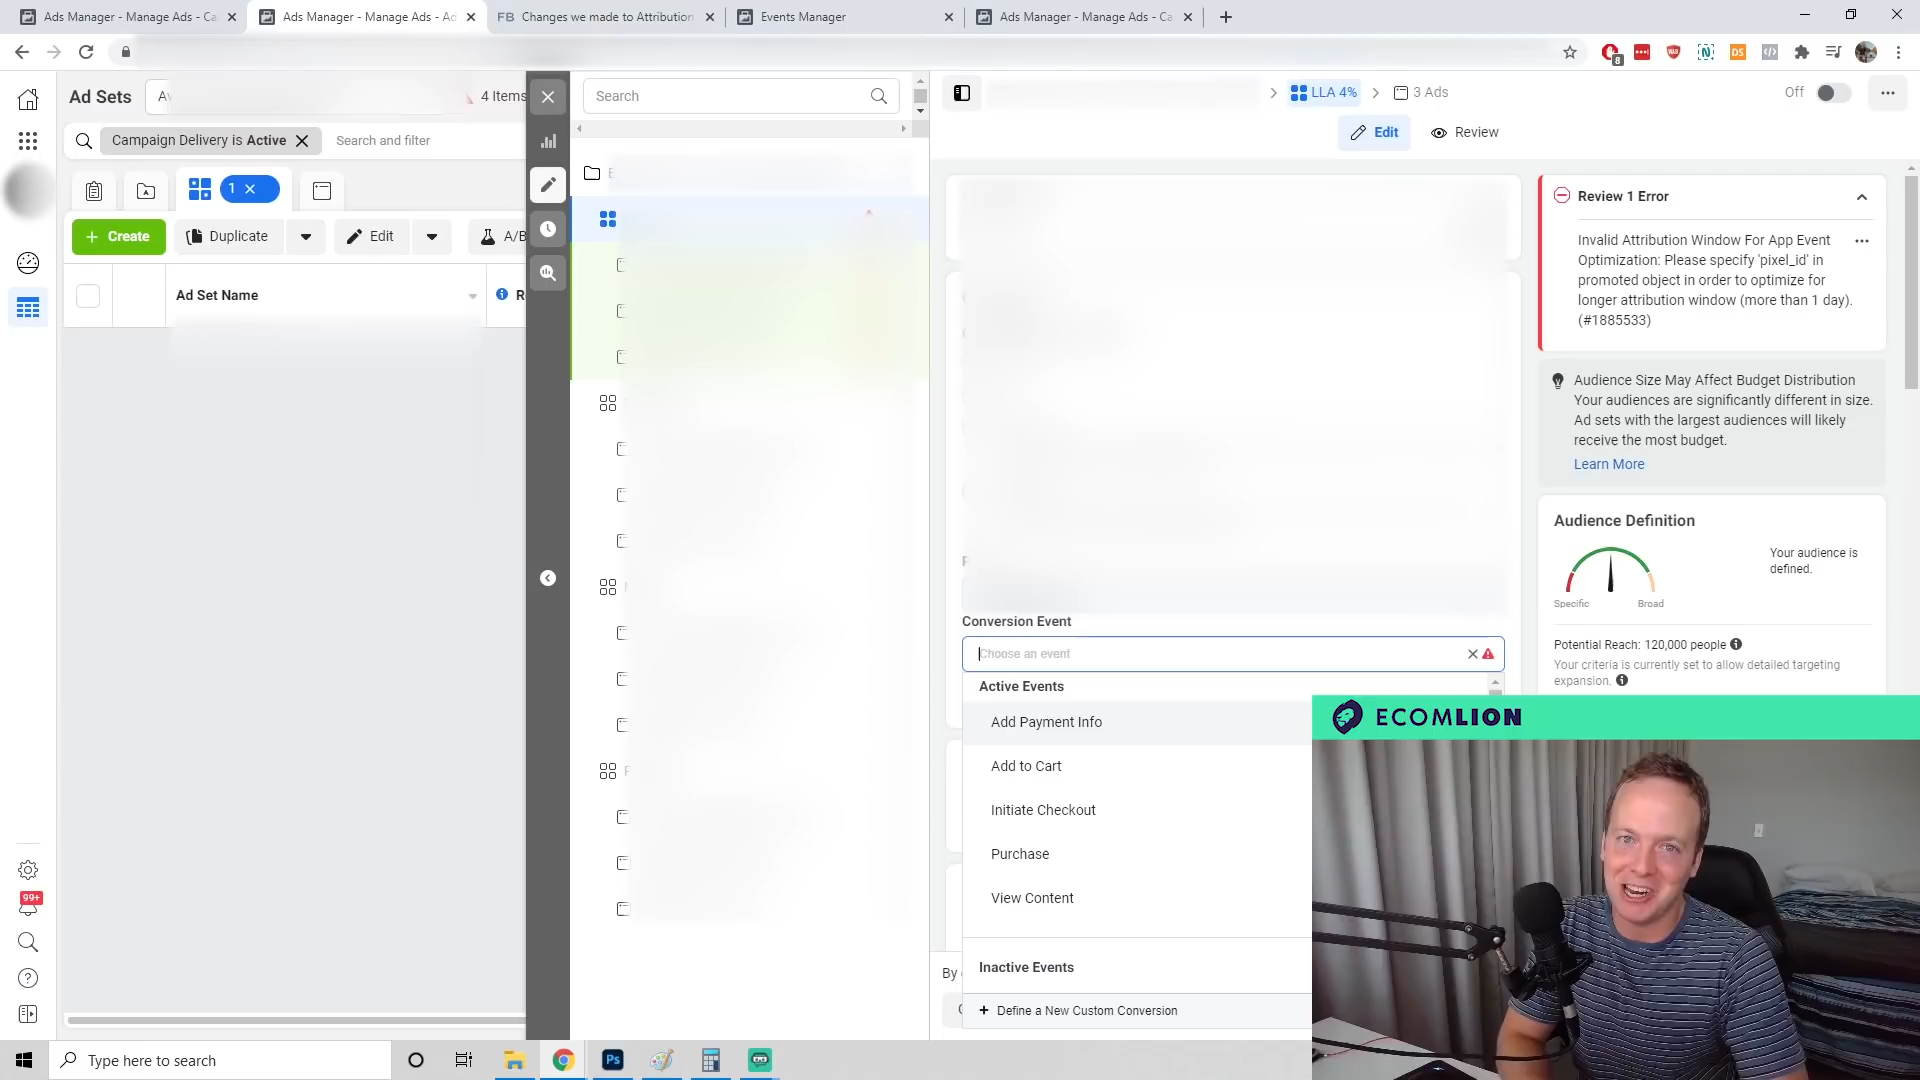 Ads Manager - Manage Ads - Ca
Ads Manager - Manage Ads - Ad
FB Changes we made to Attribution
Events Manager
Ads Manager - Manage Ads - Ca
8
Ad Sets
4 Items
Search
LLA 4%
3 Ads
Off
Edit
Review
Campaign Delivery is Active
Search and filter
1
Create
Duplicate
Edit
A/B
Ad Set Name
Review 1 Error
Invalid Attribution Window For App Event
Optimization: Please specify 'pixel_id' in
promoted object in order to optimize for
longer attribution window (more than 1 day).
(#1885533)
Audience Size May Affect Budget Distribution
Your audiences are significantly different in size.
Ad sets with the largest audiences will likely
receive the most budget.
Learn More
Audience Definition
Your audience is
defined.
Specific
Broad
Potential Reach: 120,000 people
Your criteria is currently set to allow detailed targeting
expansion.
Conversion Event
Choose an event
Active Events
Add Payment Info
Add to Cart
Initiate Checkout
Purchase
View Content
Inactive Events
Define a New Custom Conversion
By
ECOMLION
99+
Type here to search
Ps